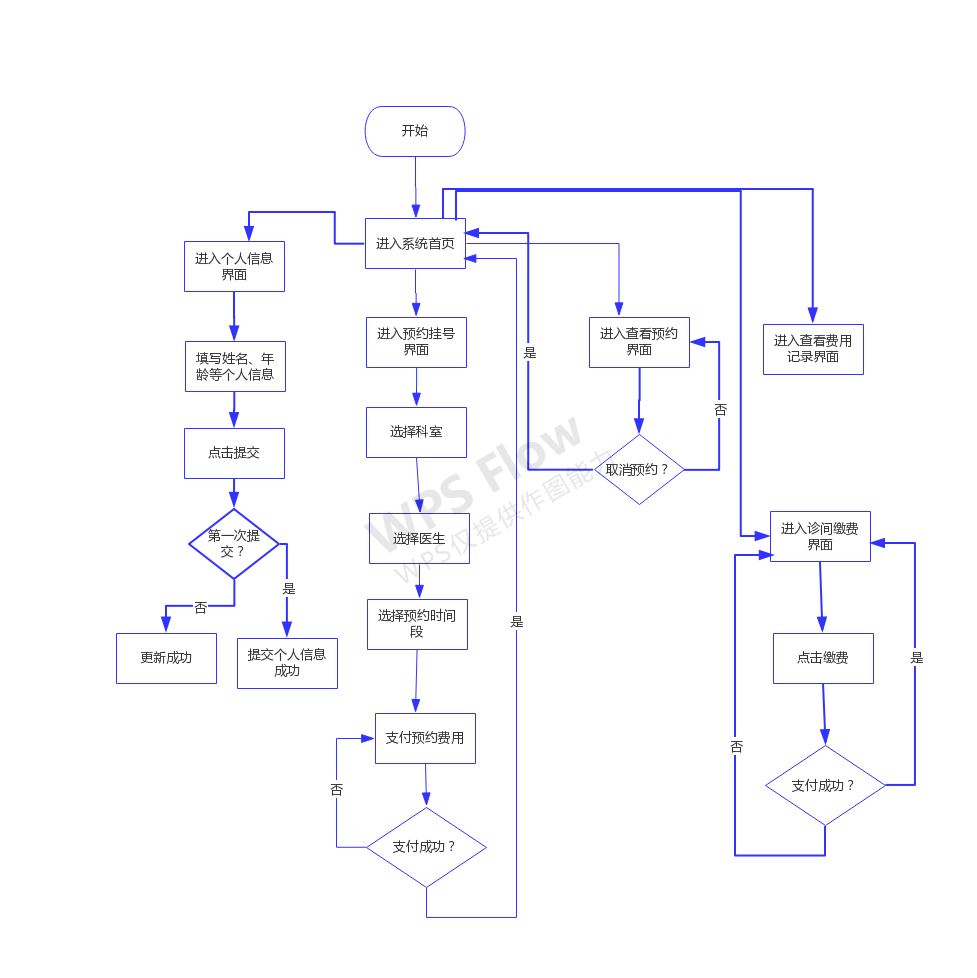 开始
进入系统首页
进入个人信息
界面
填写姓名、年
龄等个人信息
点击提交
第一次提
交？
否
是
更新成功
提交个人信息
成功
进入预约挂号
界面
选择科室
选择医生
选择预约时间
段
支付预约费用
否
支付成功？
是
是
进入查看预约
界面
否
取消预约？
进入查看费用
记录界面
进入诊间缴费
界面
点击缴费
是
否
支付成功？
WPS Flow
WPS仅提供作图能力